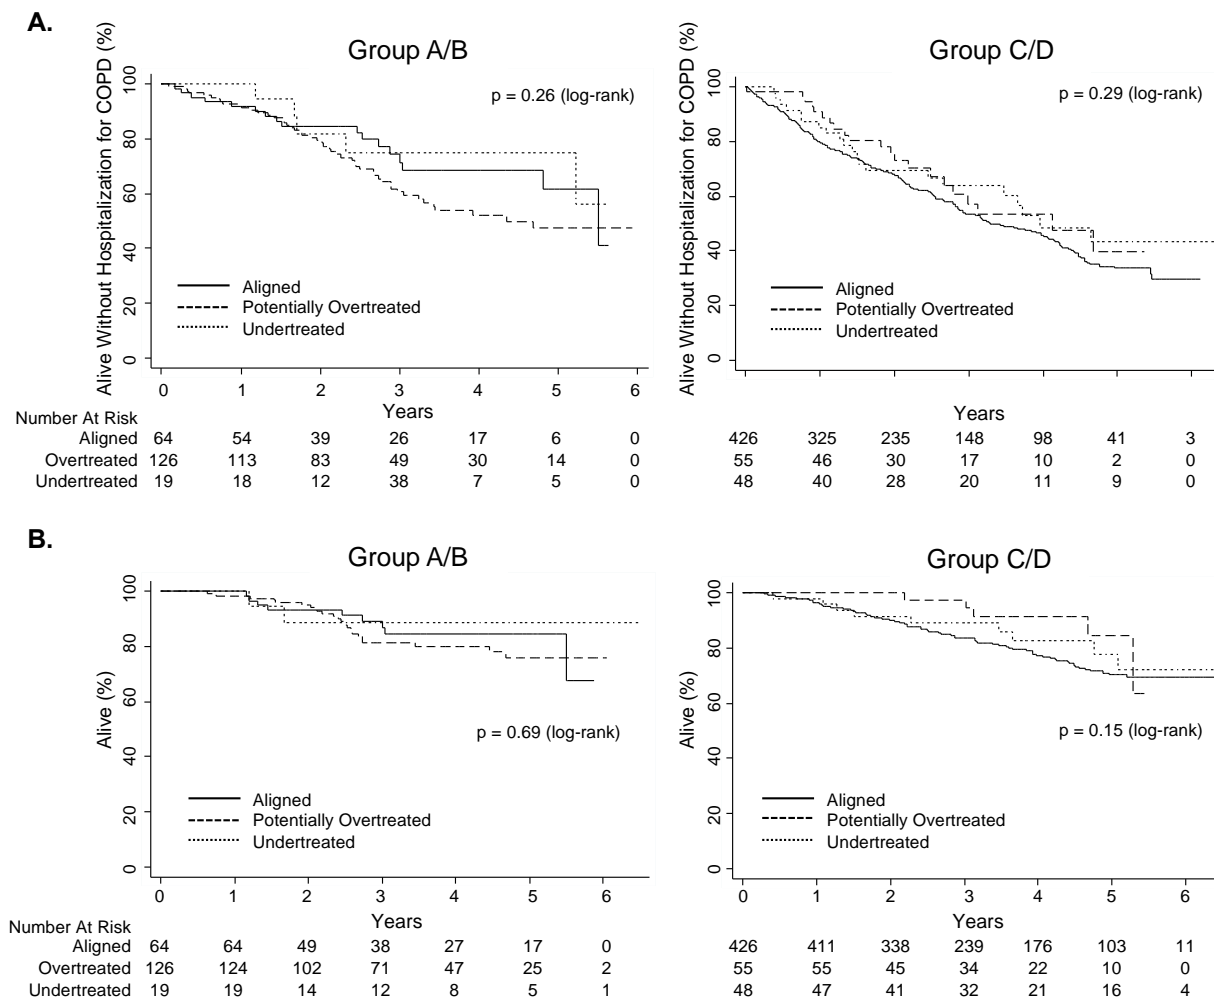 A.
Group A/B
Alive Without Hospitalization for COPD (%)
0 20 40 60 80 100
p = 0.26 (log-rank)
Aligned
Potentially Overtreated
Undertreated
0 1 2 3 4 5 6
Years
Number At Risk
Aligned 64 54 39 26 17 6 0
Overtreated 126 113 83 49 30 14 0
Undertreated 19 18 12 38 7 5 0
Group C/D
Alive Without Hospitalization for COPD (%)
0 20 40 60 80 100
p = 0.29 (log-rank)
Aligned
Potentially Overtreated
Undertreated
Years
426 325 235 148 98 41 3
55 46 30 17 10 2 0
48 40 28 20 11 9 0
B.
Group A/B
Alive (%)
0 20 40 60 80 100
p = 0.69 (log-rank)
Aligned
Potentially Overtreated
Undertreated
0 1 2 3 4 5 6
Years
Number At Risk
Aligned 64 64 49 38 27 17 0
Overtreated 126 124 102 71 47 25 2
Undertreated 19 19 14 12 8 5 1
Group C/D
Alive (%)
0 20 40 60 80 100
p = 0.15 (log-rank)
Aligned
Potentially Overtreated
Undertreated
0 1 2 3 4 5 6
Years
426 411 338 239 176 103 11
55 55 45 34 22 10 0
48 47 41 32 21 16 4